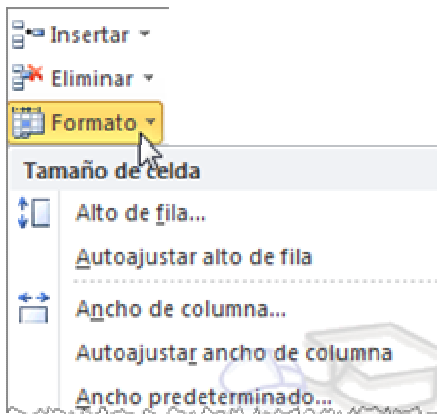 Insertar
Eliminar
Formato
Tamaño de celda
Alto de fila...
Autoajustar alto de fila
Ancho de columna...
Autoajustar ancho de columna
Ancho predeterminado...